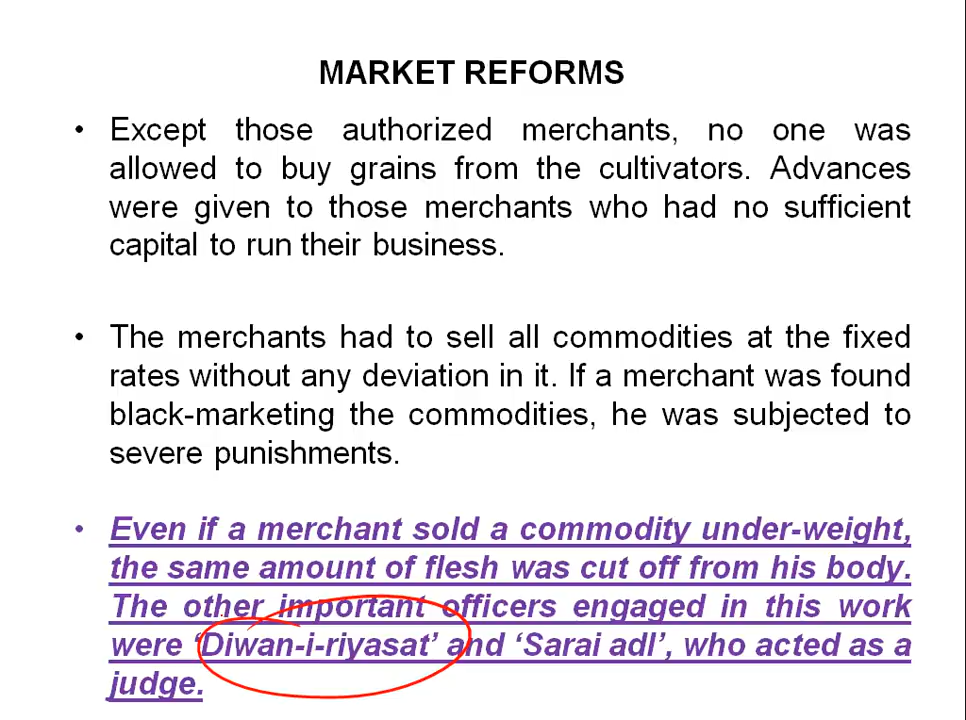 MARKET REFORMS
• Except those authorized merchants, no one was
allowed to buy grains from the cultivators. Advances
were given to those merchants who had no sufficient
capital to run their business.
• The merchants had to sell all commodities at the fixed
rates without any deviation in it. If a merchant was found
black-marketing the commodities, he was subjected to
severe punishments.
• Even if a merchant sold a commodity under-weight,
the same amount of flesh was cut off from his body.
The other important officers engaged in this work
were ‘Diwan-i-riyasat’ and ‘Sarai adl’, who acted as a
judge.